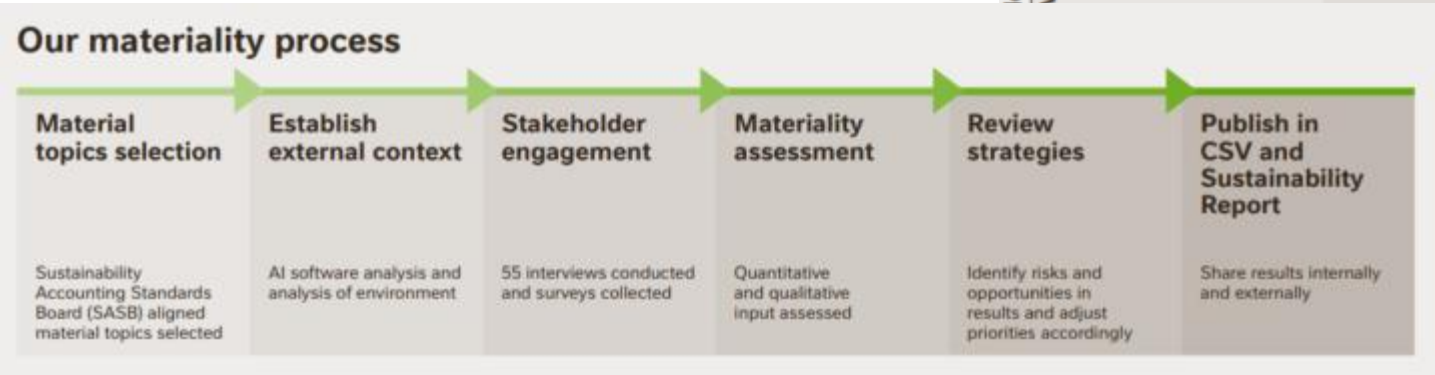 Our materiality process
Material
topics selection
Sustainability
Accounting Standards
Board (SASB) aligned
material topics selected
Establish
external context
AI software analysis and
analysis of environment
Stakeholder
engagement
55 interviews conducted
and surveys collected
Materiality
assessment
Quantitative
and qualitative
input assessed
Review
strategies
Identify risks and
opportunities in
results and adjust
priorities accordingly
Publish in
CSV and
Sustainability
Report
Share results internally
and externally